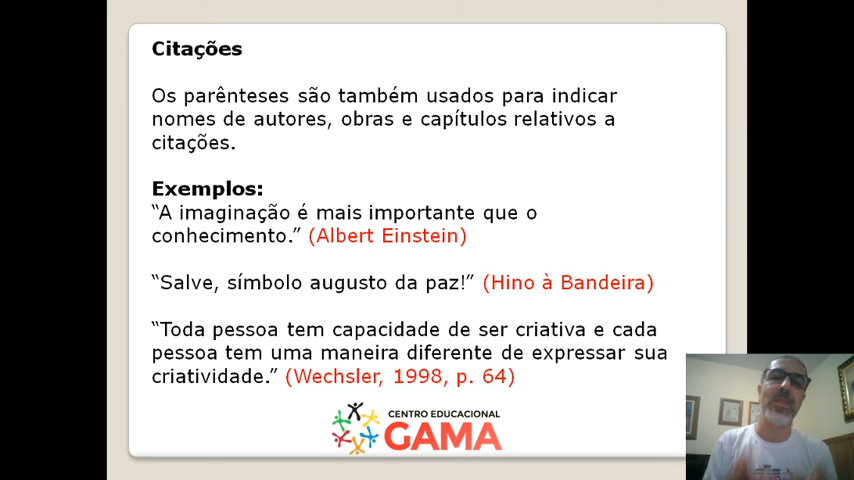 Citações
Os parênteses são também usados para indicar
nomes de autores, obras e capítulos relativos a
citações.
Exemplos:
“A imaginação é mais importante que o
conhecimento.” (Albert Einstein)
“Salve, símbolo augusto da paz!” (Hino à Bandeira)
“Toda pessoa tem capacidade de ser criativa e cada
pessoa tem uma maneira diferente de expressar sua
criatividade.” (Wechsler, 1998, p. 64)
CENTRO EDUCACIONAL
GAMA